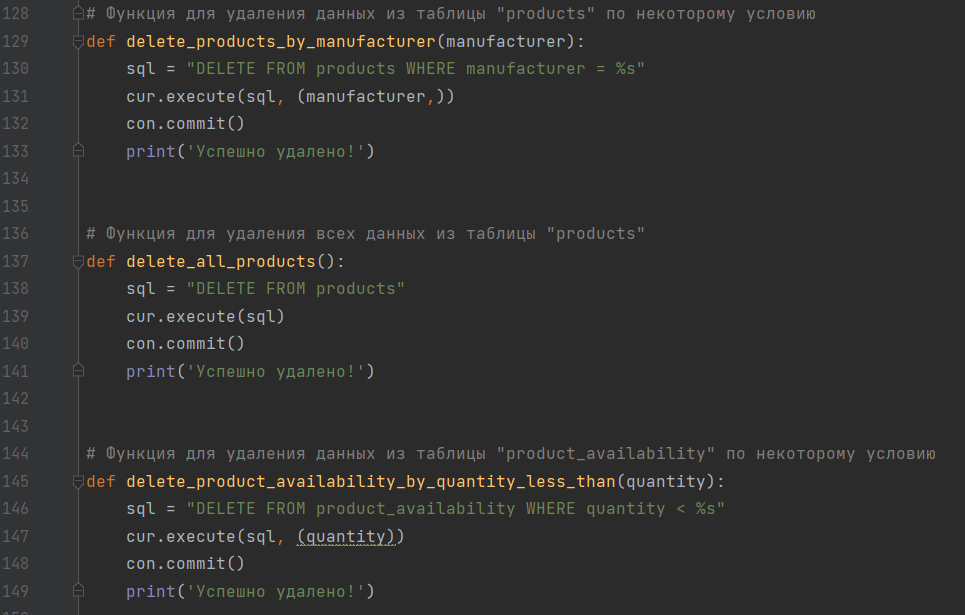 128 # Функция для удаления данных из таблицы "products" по некоторому условию
129 def delete_products_by_manufacturer(manufacturer):
130     sql = "DELETE FROM products WHERE manufacturer = %s"
131     cur.execute(sql, (manufacturer,))
132     con.commit()
133     print('Успешно удалено!')
134
135
136 # Функция для удаления всех данных из таблицы "products"
137 def delete_all_products():
138     sql = "DELETE FROM products"
139     cur.execute(sql)
140     con.commit()
141     print('Успешно удалено!')
142
143
144 # Функция для удаления данных из таблицы "product_availability" по некоторому условию
145 def delete_product_availability_by_quantity_less_than(quantity):
146     sql = "DELETE FROM product_availability WHERE quantity < %s"
147     cur.execute(sql, (quantity))
148     con.commit()
149     print('Успешно удалено!')